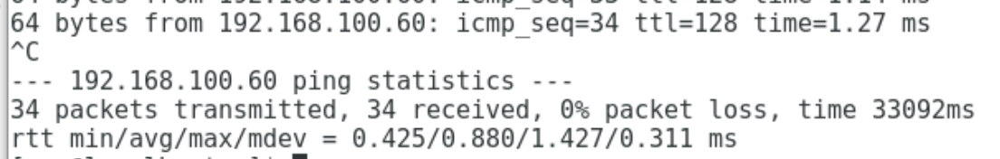 64 bytes from 192.168.100.60: icmp_seq=34 ttl=128 time=1.27 ms
^C
--- 192.168.100.60 ping statistics ---
34 packets transmitted, 34 received, 0% packet loss, time 33092ms
rtt min/avg/max/mdev = 0.425/0.880/1.427/0.311 ms